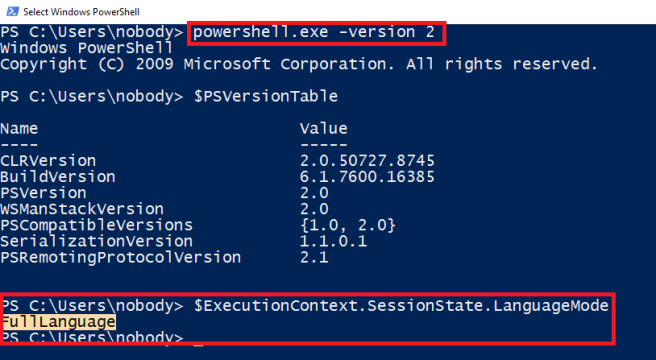 Select Windows PowerShell
PS C:\Users\nobody> powershell.exe -version 2
Windows PowerShell
Copyright (C) 2009 Microsoft Corporation. All rights reserved.
PS C:\Users\nobody> $PSVersionTable
Name Value
---- -----
CLRVersion 2.0.50727.8745
BuildVersion 6.1.7600.16385
PSVersion 2.0
WSManStackVersion 2.0
PSCompatibleVersions {1.0, 2.0}
SerializationVersion 1.1.0.1
PSRemotingProtocolVersion 2.1
PS C:\Users\nobody> $ExecutionContext.SessionState.LanguageMode
FullLanguage
PS C:\Users\nobody> _